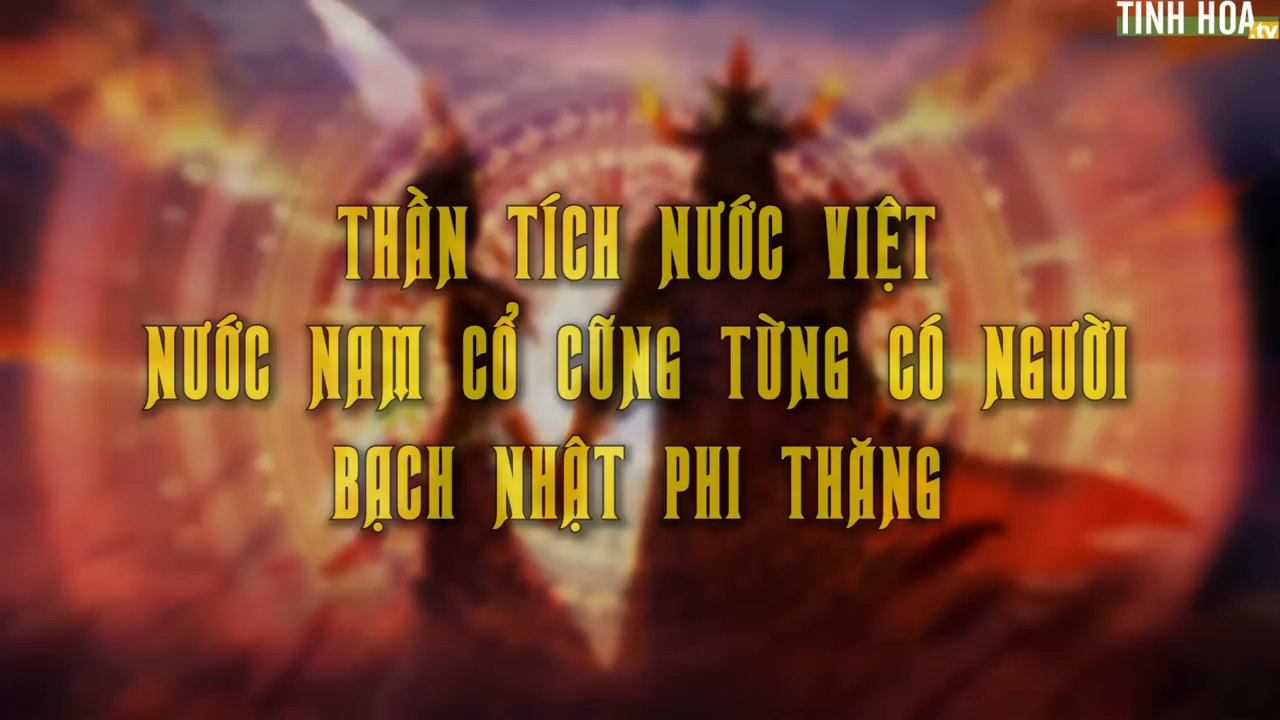 TINH HOA.tv
THẦN TÍCH NƯỚC VIỆT
NƯỚC NAM CỔ CŨNG TỪNG CÓ NGƯỜI
BẠCH NHẬT PHI THĂNG